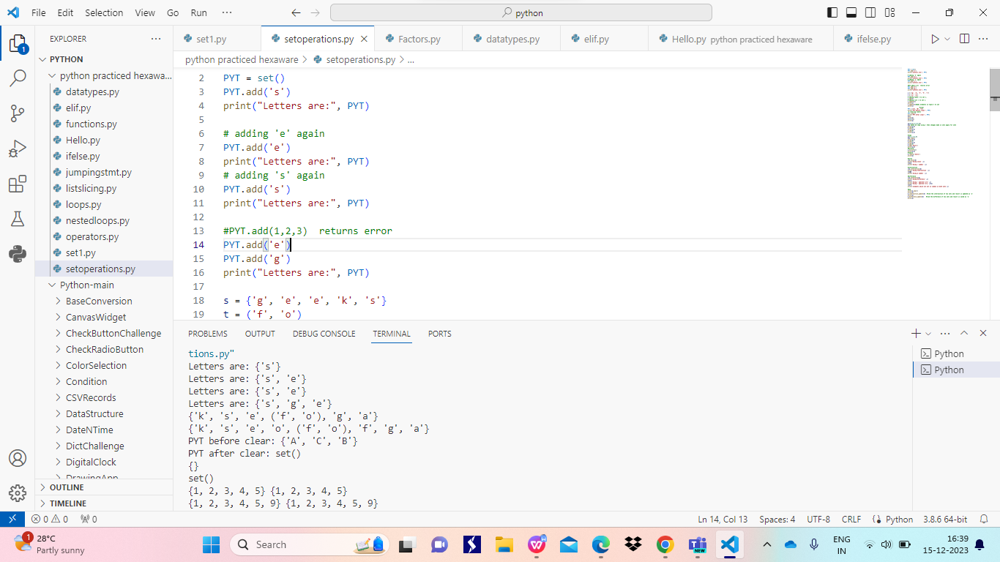 File Edit Selection View Go Run ··· python
EXPLORER ···
PYTHON
python practiced hexawa...
datatypes.py
elif.py
functions.py
Hello.py
ifelse.py
jumpingstmt.py
listslicing.py
loops.py
nestedloops.py
operators.py
set1.py
setoperations.py
Python-main
BaseConversion
CanvasWidget
CheckButtonChallenge
CheckRadioButton
ColorSelection
Condition
CSVRecords
DataStructure
DateNTime
DictChallenge
DigitalClock
DrawingApp
OUTLINE
TIMELINE
1
set1.py setoperations.py Factors.py datatypes.py elif.py Hello.py python practiced hexaware ifelse.py
python practiced hexaware > setoperations.py > ...
2 PYT = set()
3 PYT.add('s')
4 print("Letters are:", PYT)
5
6 # adding 'e' again
7 PYT.add('e')
8 print("Letters are:", PYT)
9 # adding 's' again
10 PYT.add('s')
11 print("Letters are:", PYT)
12
13 #PYT.add(1,2,3)  returns error
14 PYT.add('e')
15 PYT.add('g')
16 print("Letters are:", PYT)
17
18 s = {'g', 'e', 'e', 'k', 's'}
19 t = ('f', 'o')
PROBLEMS OUTPUT DEBUG CONSOLE TERMINAL PORTS
tions.py"
Letters are: {'s'}
Letters are: {'s', 'e'}
Letters are: {'s', 'e'}
Letters are: {'s', 'g', 'e'}
{'k', 's', 'e', ('f', 'o'), 'g', 'a'}
{'k', 's', 'e', 'o', ('f', 'o'), 'f', 'g', 'a'}
PYT before clear: {'A', 'C', 'B'}
PYT after clear: set()
{}
set()
{1, 2, 3, 4, 5} {1, 2, 3, 4, 5}
{1, 2, 3, 4, 5, 9} {1, 2, 3, 4, 5, 9}
Python
Python
0 0 0 Ln 14, Col 13 Spaces: 4 UTF-8 CRLF Python 3.8.6 64-bit
1
28°C
Partly sunny
Search
NEW
ENG
IN
16:39
15-12-2023